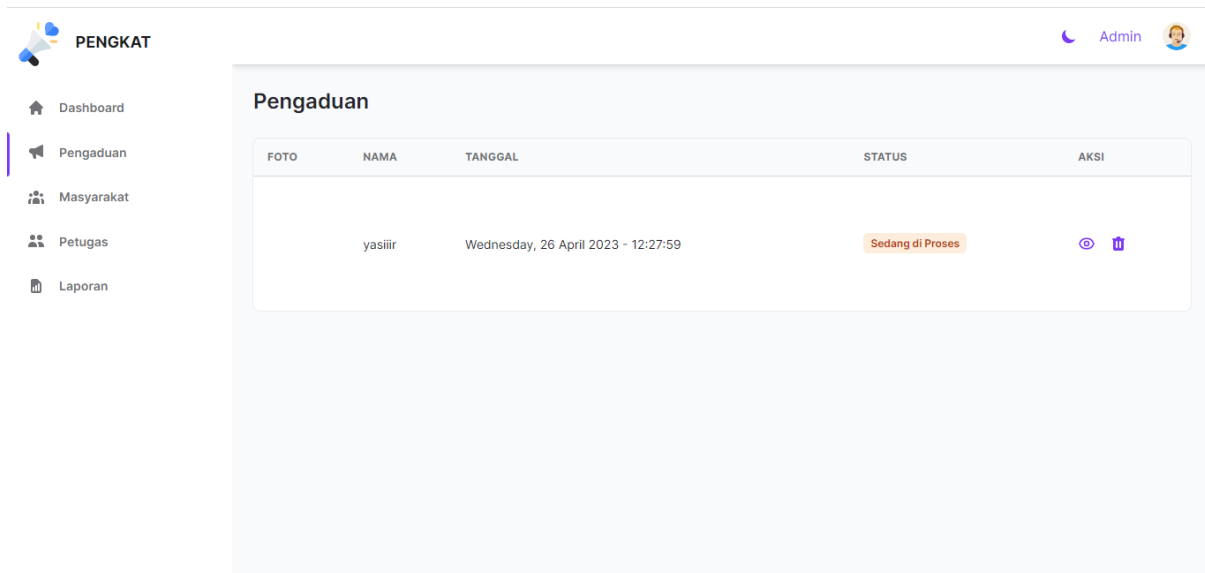 PENGKAT
Admin
Dashboard
Pengaduan
Masyarakat
Petugas
Laporan
Pengaduan
FOTO NAMA TANGGAL STATUS AKSI
yasiiir Wednesday, 26 April 2023 - 12:27:59 Sedang di Proses